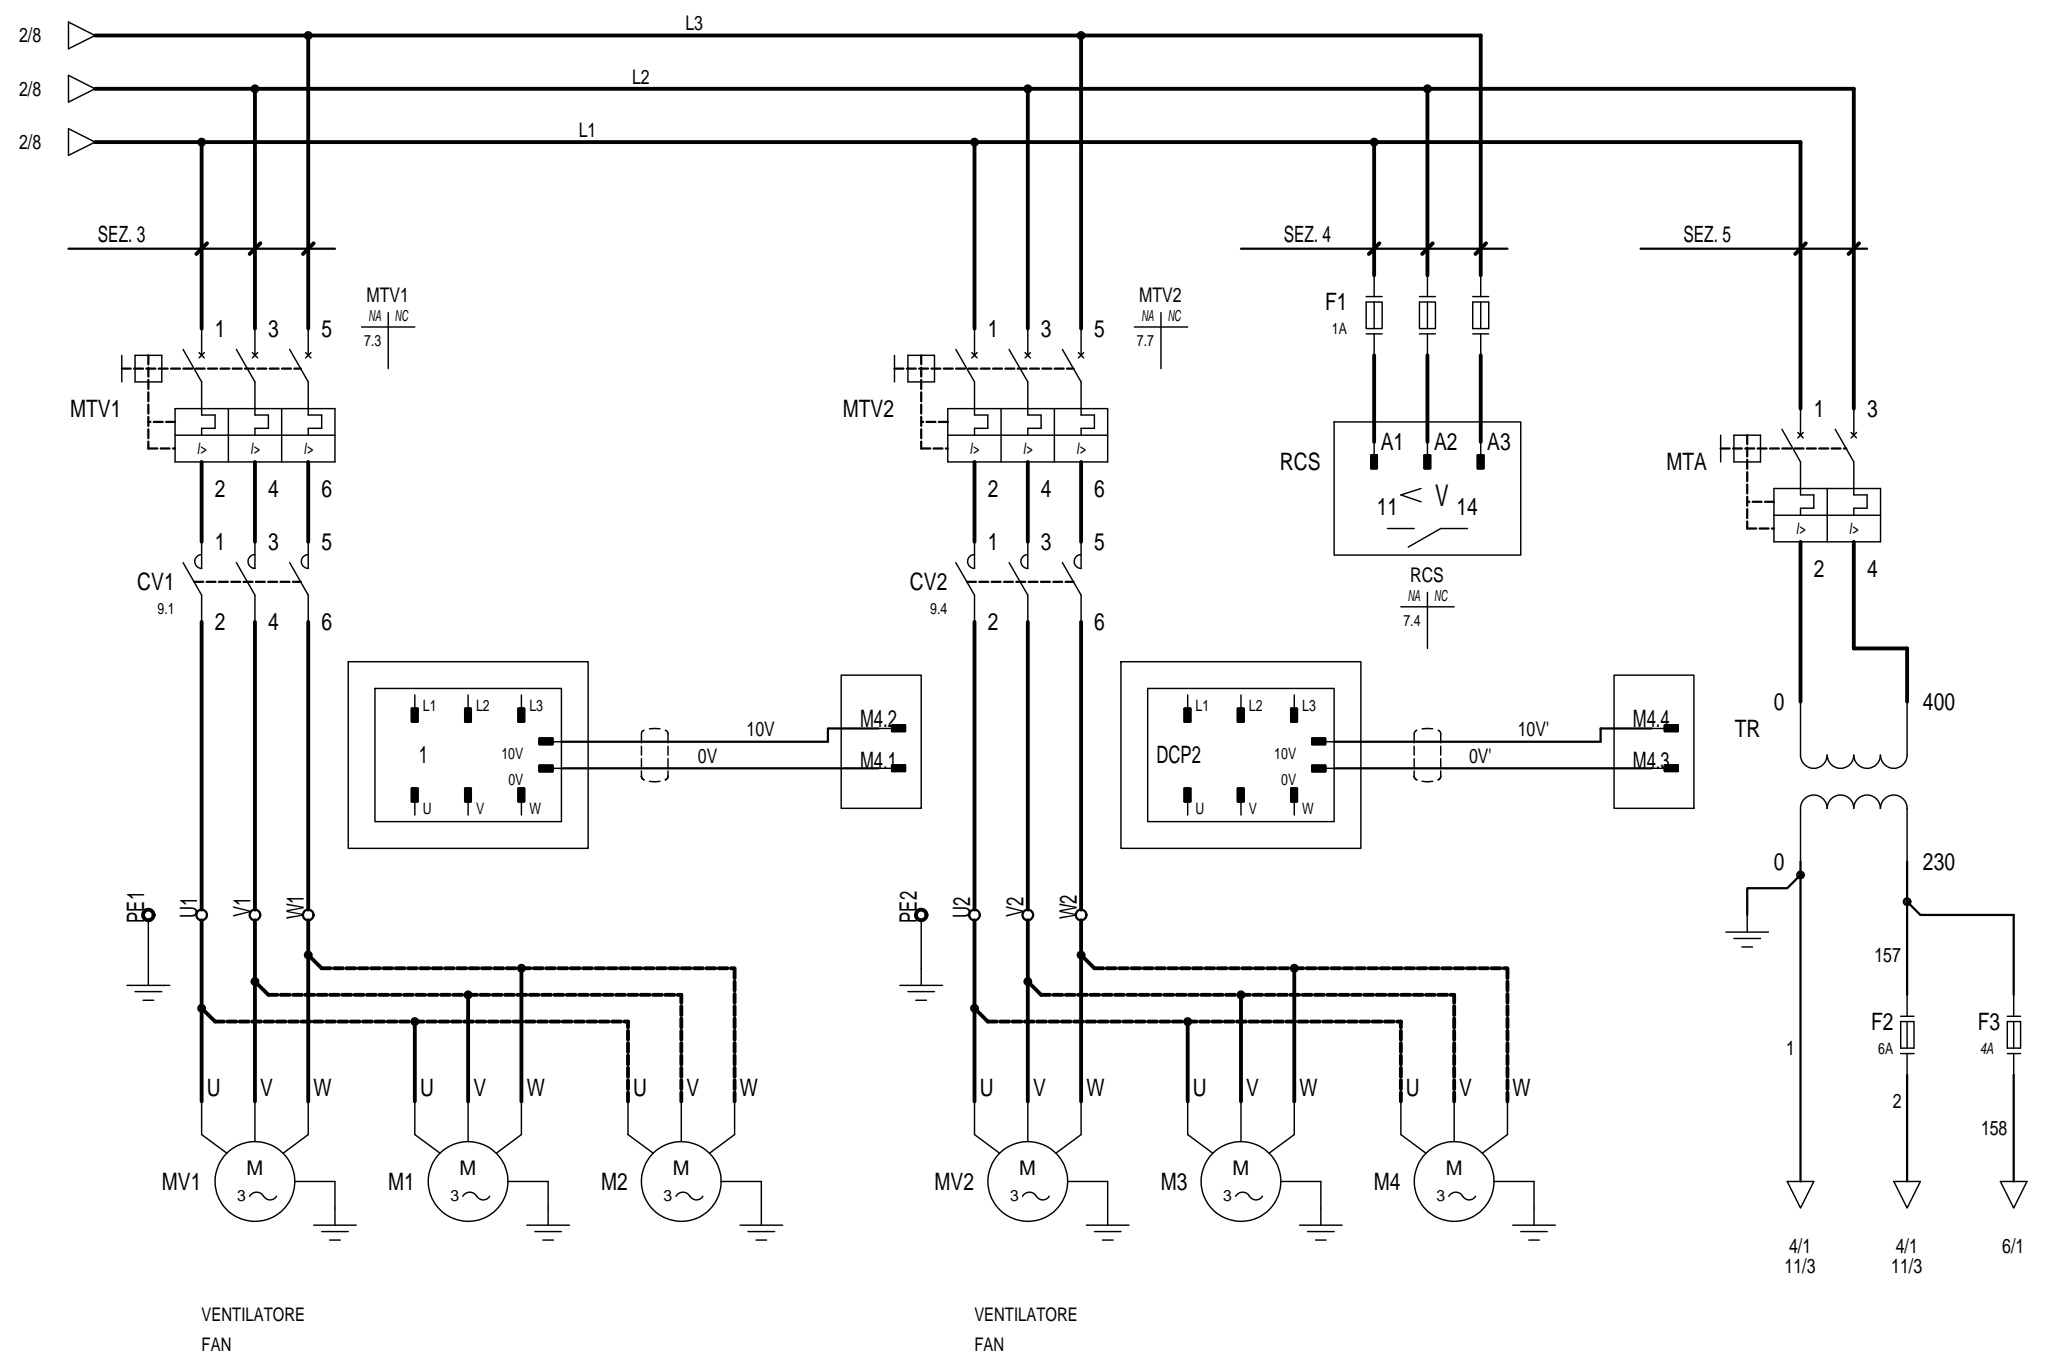 2/8 L3
2/8 L2
2/8 L1
SEZ. 3 SEZ. 4 SEZ. 5
MTV1 MTV2
NA NC NA NC
7.3 7.7
F1
1A
1 3 5 1 3 5
MTV1 MTV2
1 3
I> I> I> I> I> I>
A1 A2 A3
RCS MTA
2 4 6 2 4 6
< V
11 14
I> I>
1 3 5 1 3 5
2 4
CV1 CV2
RCS
NA NC
9.1 9.4
7.4
2 4 6 2 4 6
0 400
L1 L2 L3 L1 L2 L3
M4.2 M4.4
10V 10V'
TR
1 10V DCP2 10V
0V 0V'
M4.1 M4.3
0V 0V
U V W U V W
0 230
PE1 U1 V1 W1 PE2 U2 V2 W2
157
F2 F3
6A 4A
1
U V W U V W U V W U V W U V W U V W
2
158
M M M M M M
MV1 M1 M2 MV2 M3 M4
3 3 3 3 3 3
4/1 4/1 6/1
11/3 11/3
VENTILATORE VENTILATORE
FAN FAN